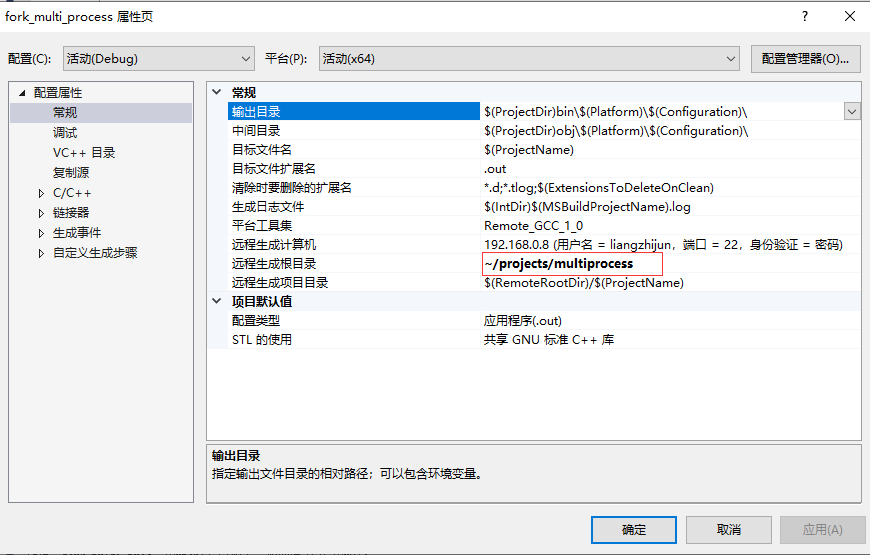 fork_multi_process 属性页
?
配置(C): 活动(Debug) 平台(P): 活动(x64) 配置管理器(O)...
配置属性
常规
调试
VC++ 目录
复制源
C/C++
链接器
生成事件
自定义生成步骤
常规
输出目录 $(ProjectDir)bin\$(Platform)\$(Configuration)\
中间目录 $(ProjectDir)obj\$(Platform)\$(Configuration)\
目标文件名 $(ProjectName)
目标文件扩展名 .out
清除时要删除的扩展名 *.d;*.tlog;$(ExtensionsToDeleteOnClean)
生成日志文件 $(IntDir)$(MSBuildProjectName).log
平台工具集 Remote_GCC_1_0
远程生成计算机 192.168.0.8 (用户名 = liangzhijun，端口 = 22，身份验证 = 密码)
远程生成根目录 ~/projects/multiprocess
远程生成项目目录 $(RemoteRootDir)/$(ProjectName)
项目默认值
配置类型 应用程序(.out)
STL 的使用 共享 GNU 标准 C++ 库
输出目录
指定输出文件目录的相对路径；可以包含环境变量。
确定 取消 应用(A)